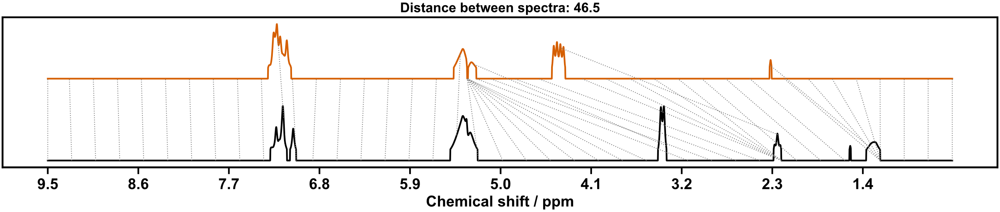 Distance between spectra: 46.5
9.5 8.6 7.7 6.8 5.9 5.0 4.1 3.2 2.3 1.4
Chemical shift / ppm